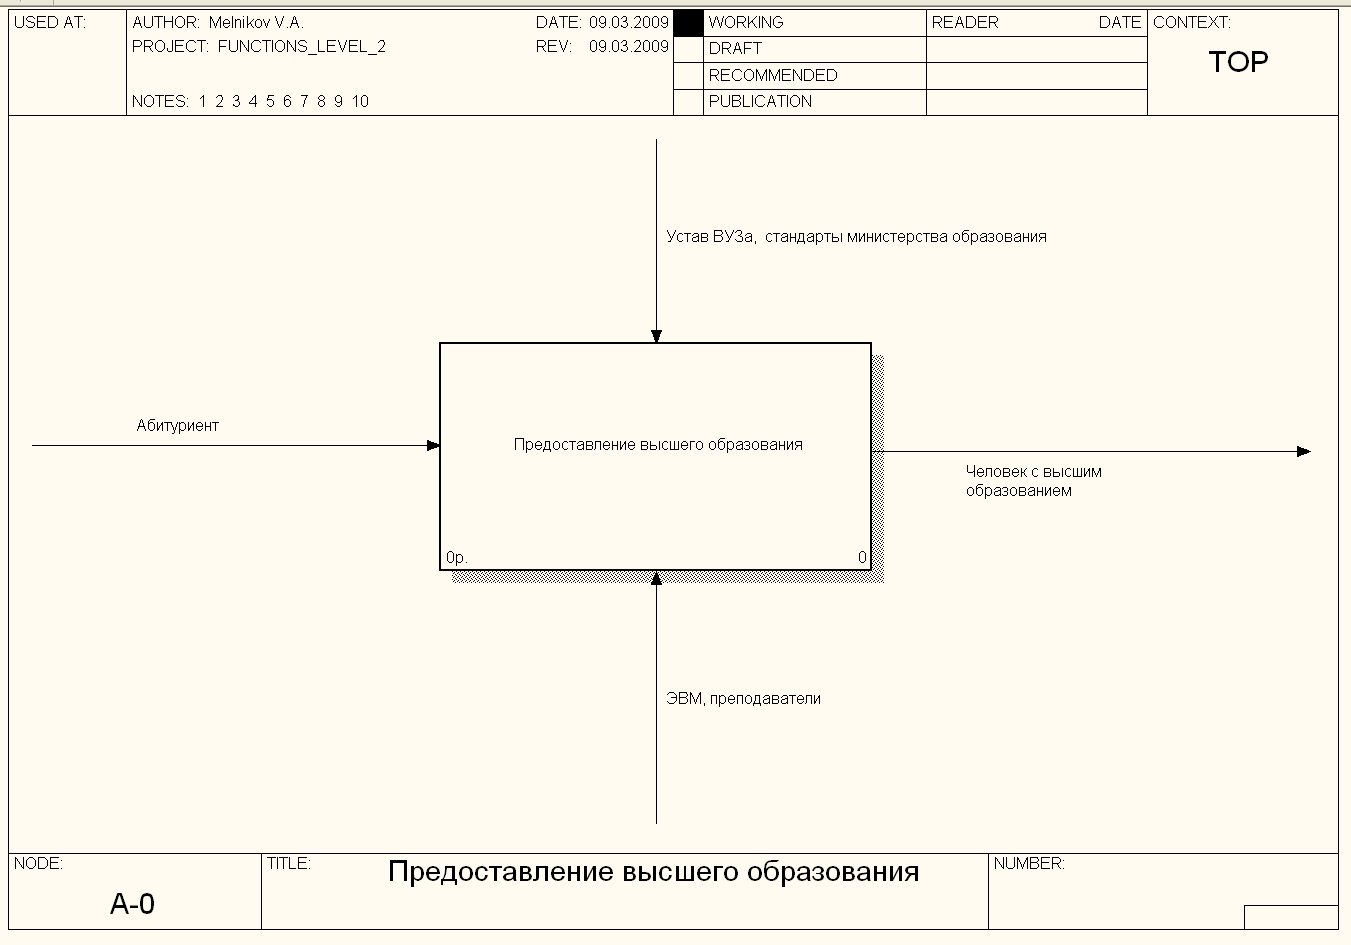 USED AT:
AUTHOR: Melnikov V.A.
DATE: 09.03.2009
PROJECT: FUNCTIONS_LEVEL_2
REV: 09.03.2009
NOTES: 1 2 3 4 5 6 7 8 9 10
WORKING
DRAFT
RECOMMENDED
PUBLICATION
READER DATE
CONTEXT:
TOP
Устав ВУЗа, стандарты министерства образования
Абитуриент
Предоставление высшего образования
0р. 0
Человек с высшим
образованием
ЭВМ, преподаватели
NODE:
A-0
TITLE:
Предоставление высшего образования
NUMBER: